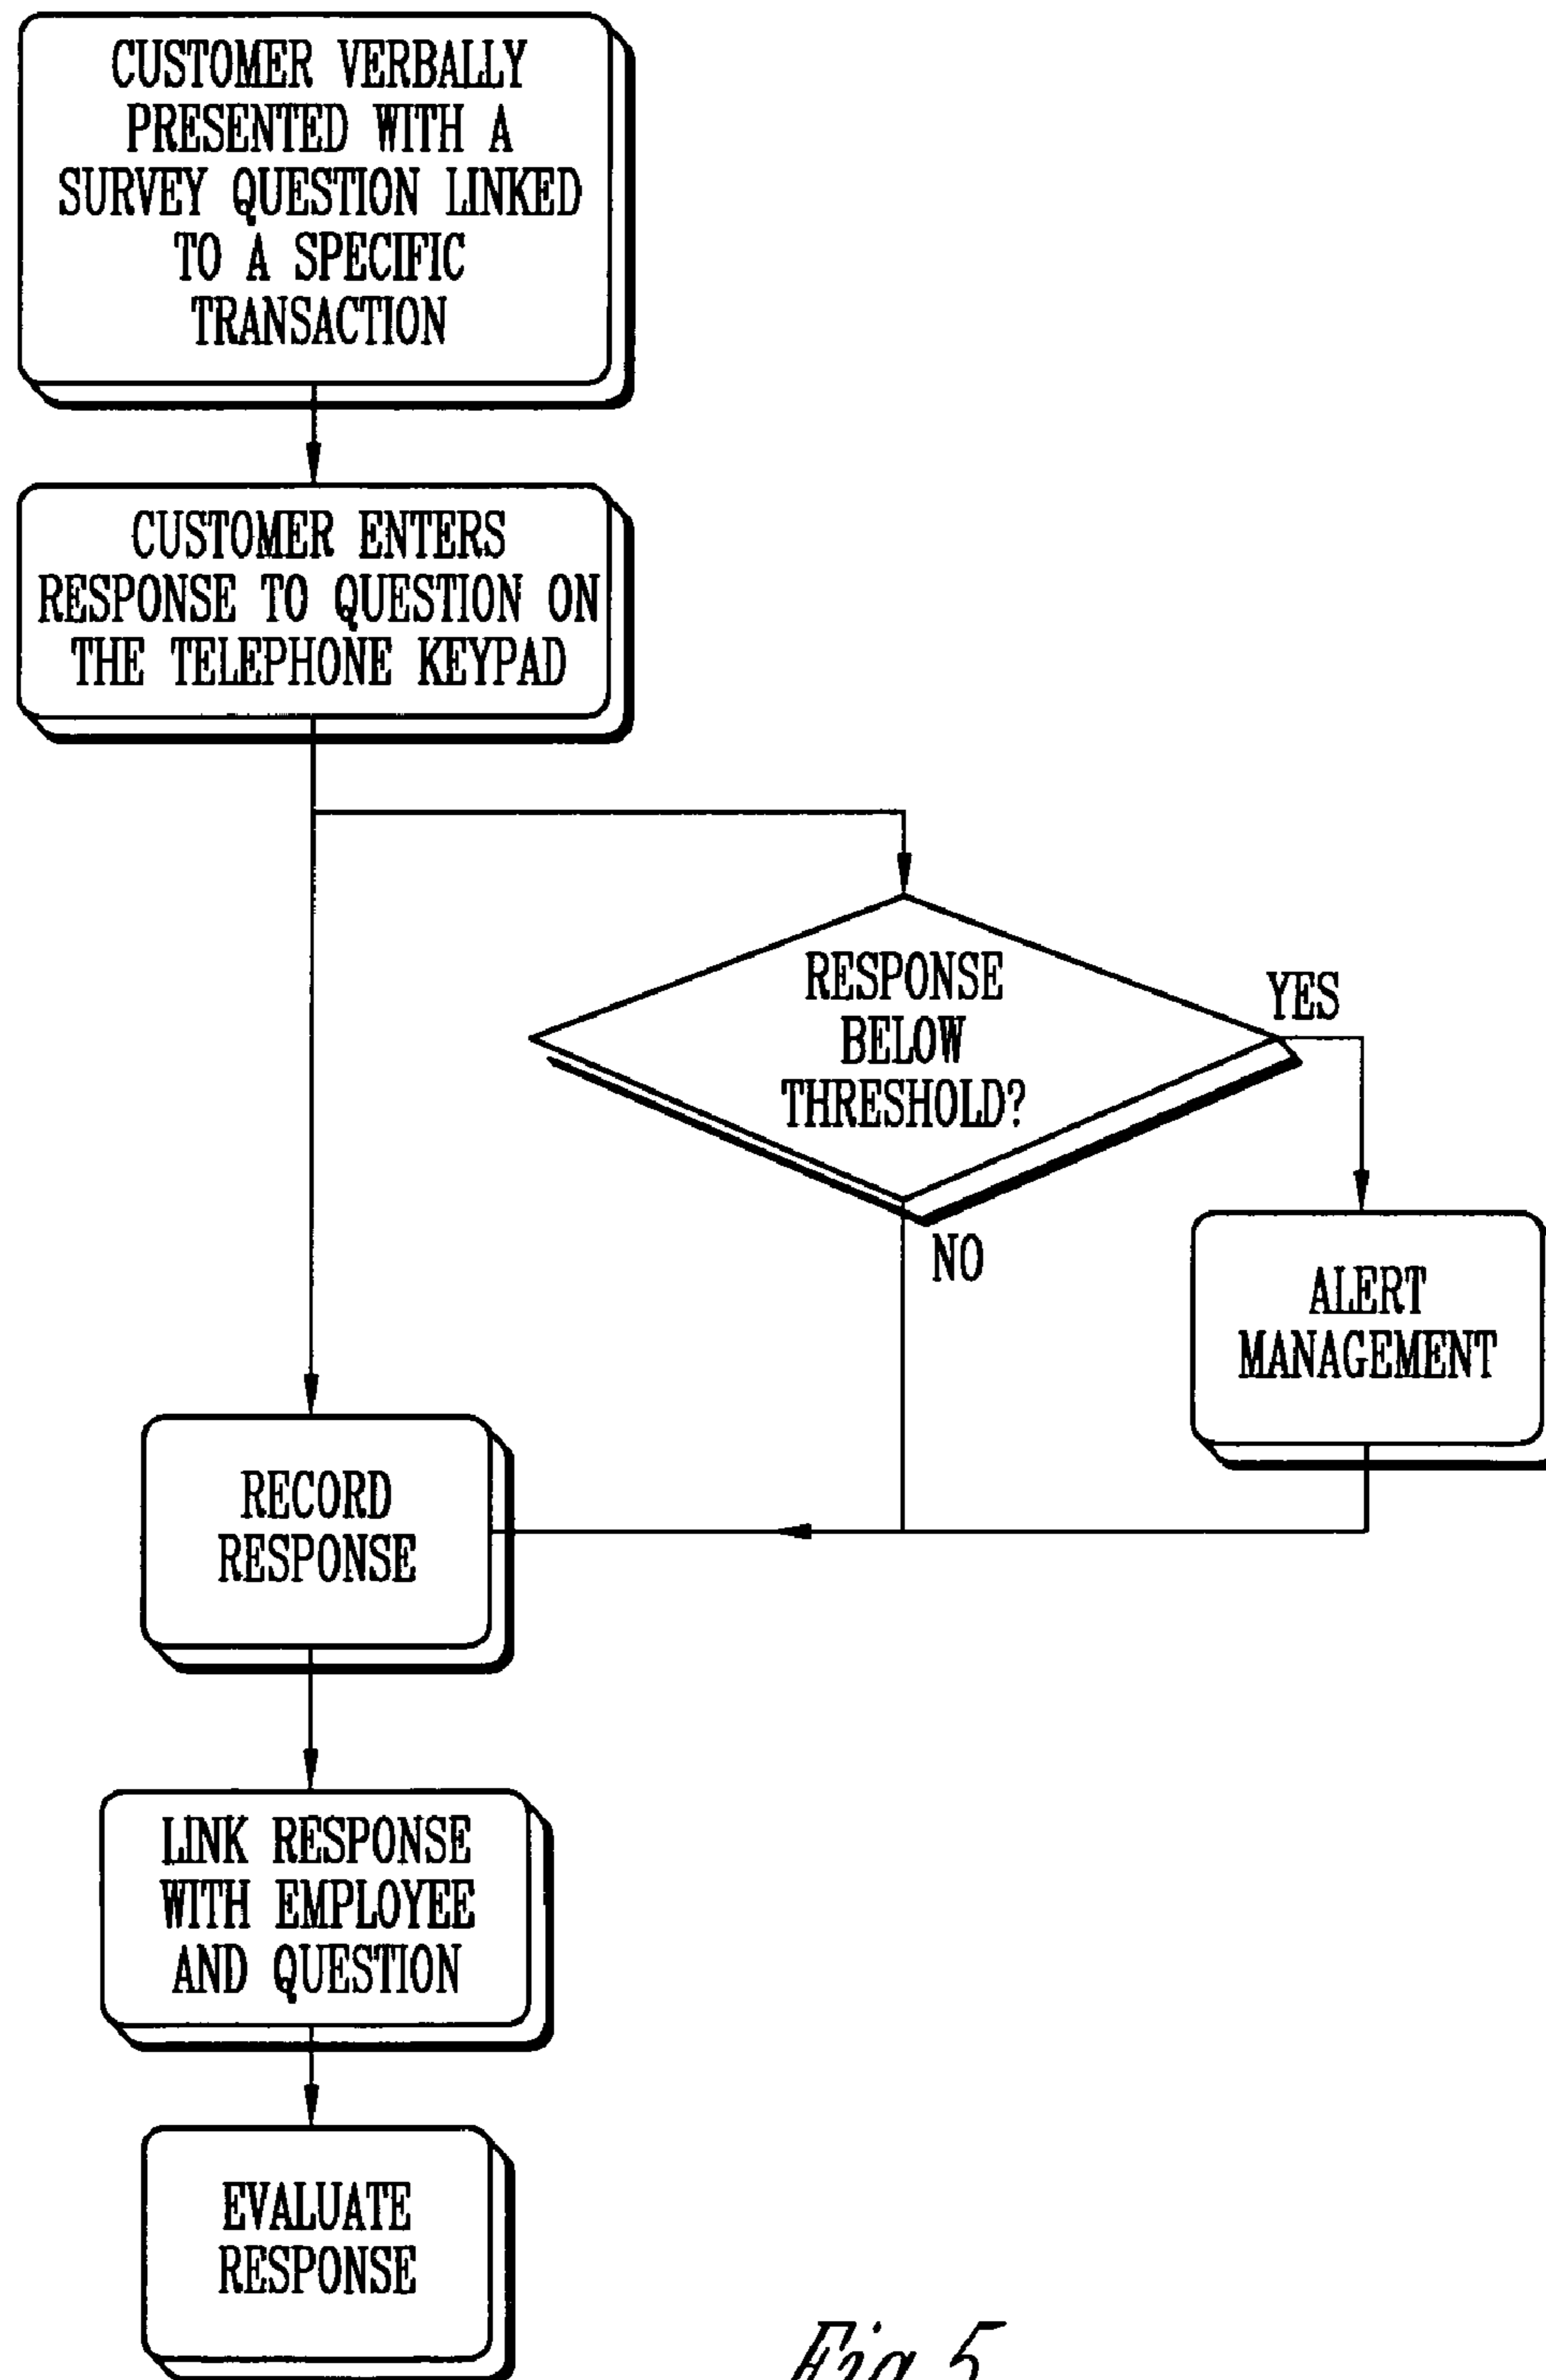 CUSTOMER VERBALLY
PRESENTED WITH A
SURVEY QUESTION LINKED
TO A SPECIFIC
TRANSACTION
CUSTOMER ENTERS
RESPONSE TO QUESTION ON
THE TELEPHONE KEYPAD
RESPONSE
BELOW
THRESHOLD?
YES
NO
ALERT
MANAGEMENT
RECORD
RESPONSE
LINK RESPONSE
WITH EMPLOYEE
AND QUESTION
EVALUATE
RESPONSE
Fig 5